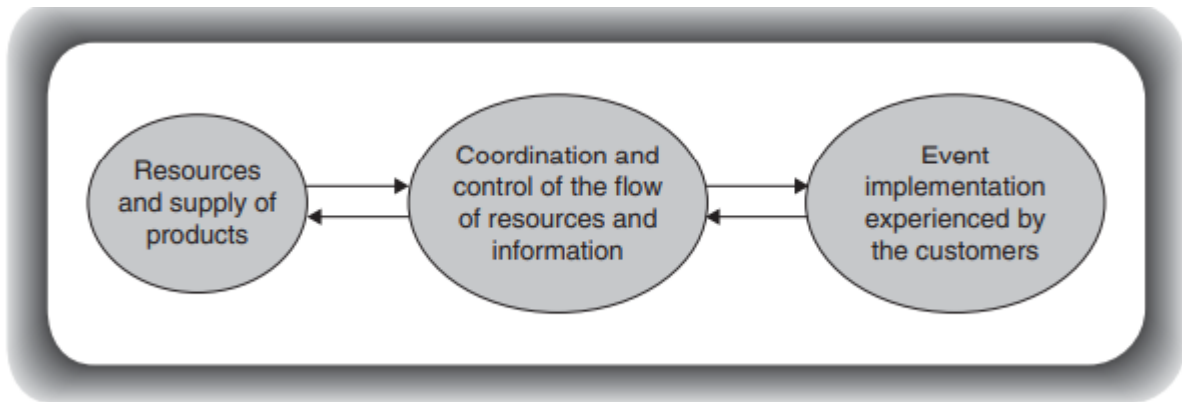 Resources
and supply of
products
Coordination and
control of the flow
of resources and
information
Event
implementation
experienced by
the customers